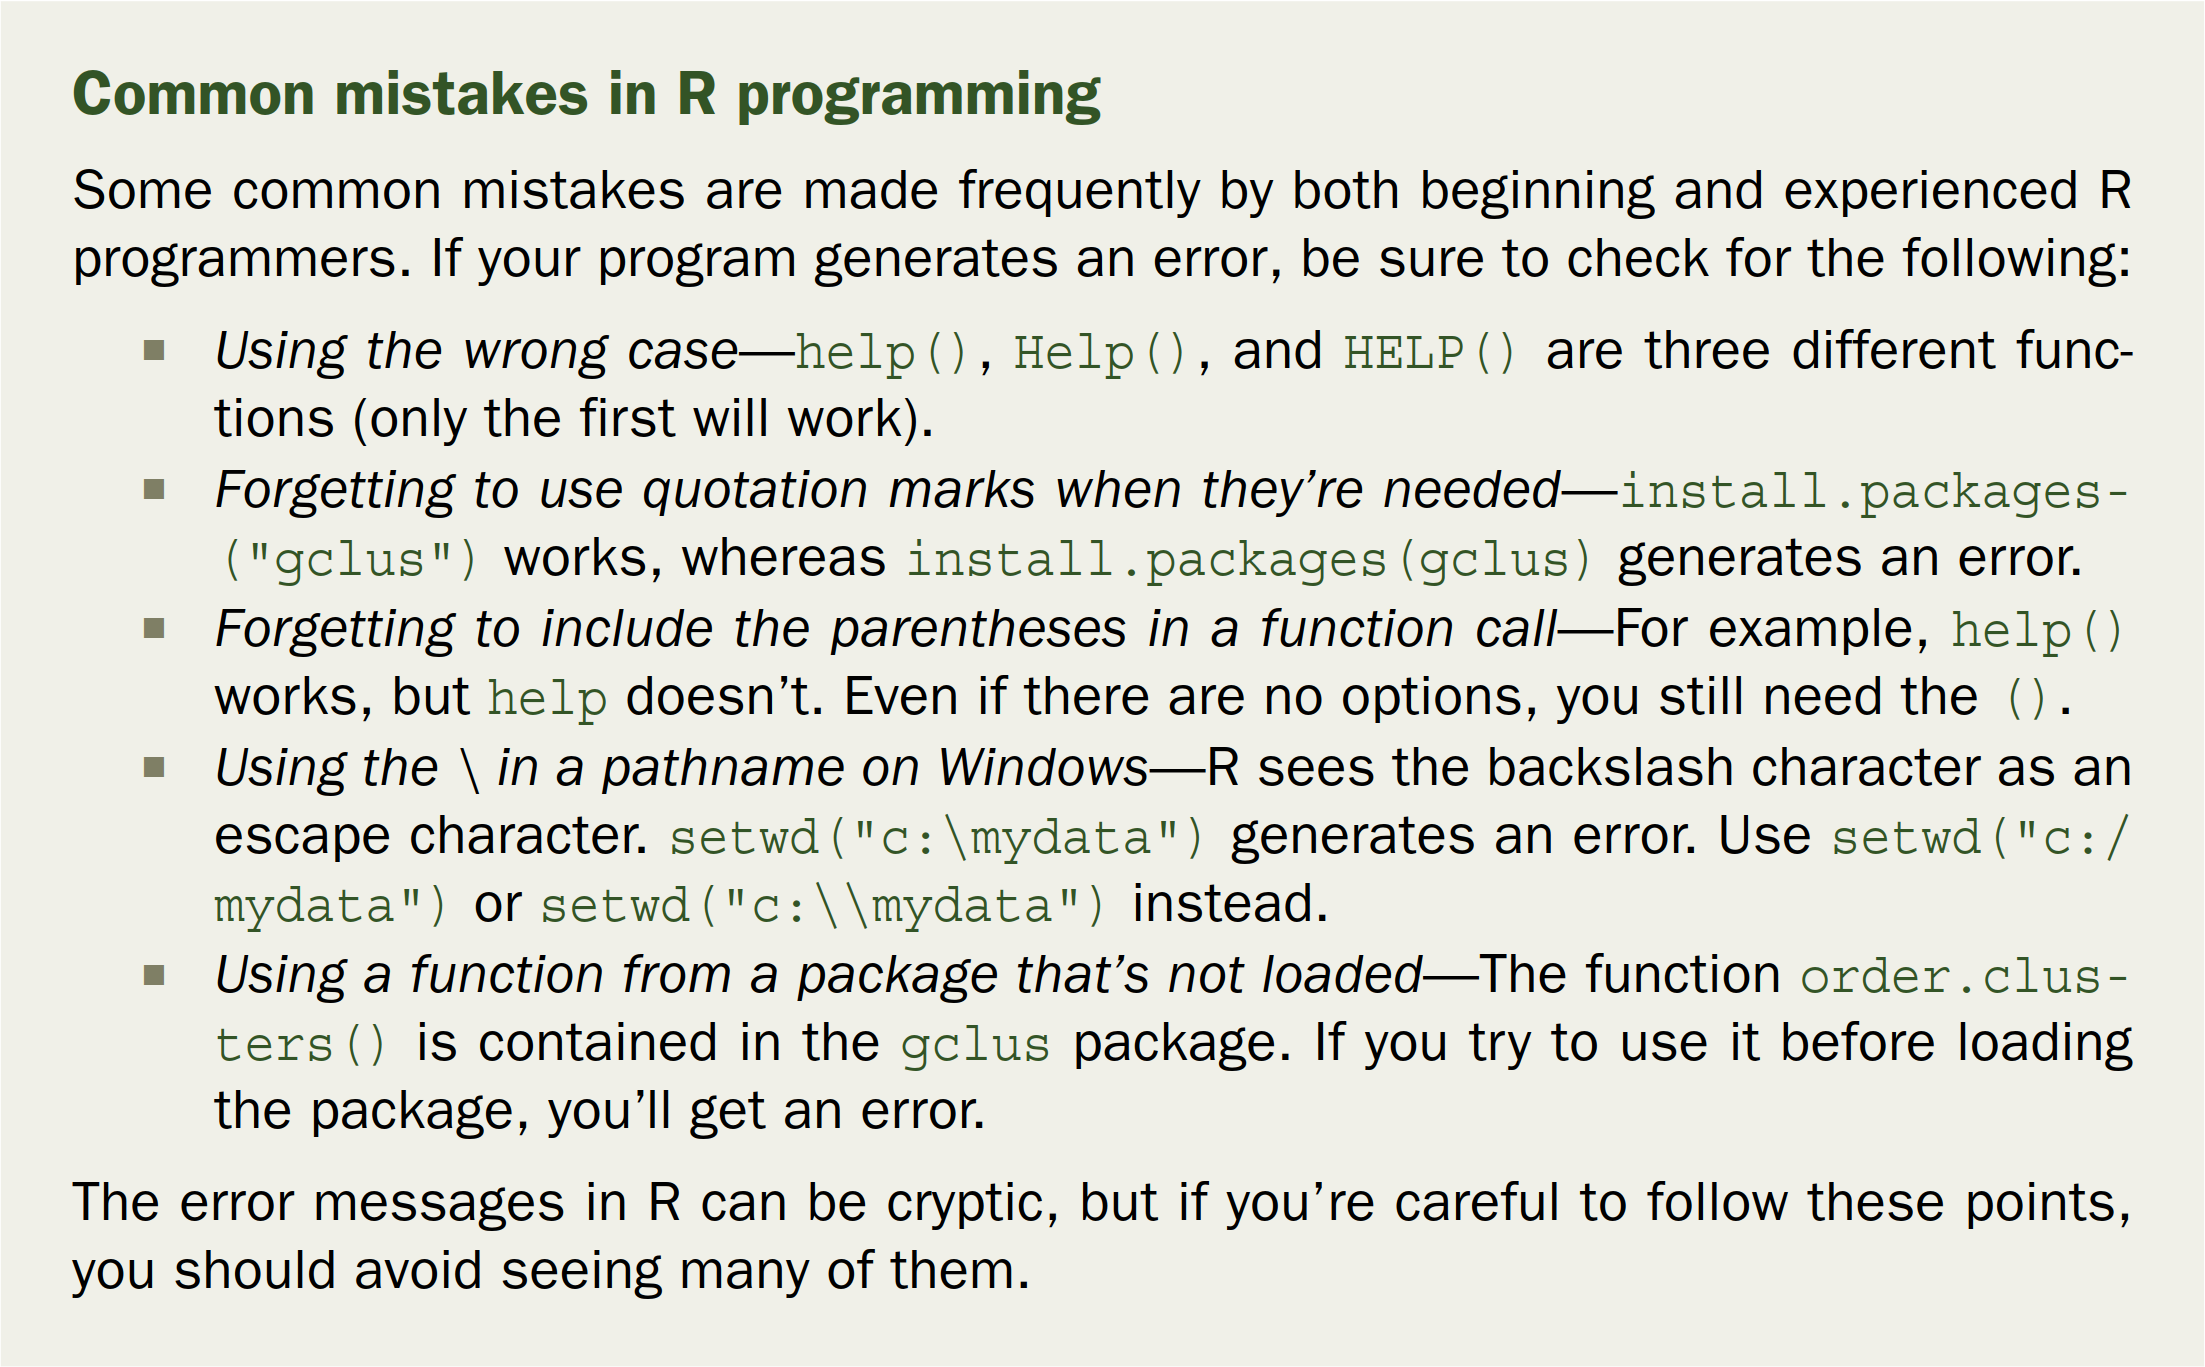 Common mistakes in R programming
Some common mistakes are made frequently by both beginning and experienced R
programmers. If your program generates an error, be sure to check for the following:
■ Using the wrong case—help(), Help(), and HELP() are three different func-
tions (only the first will work).
■ Forgetting to use quotation marks when they’re needed—install.packages-
("gclus") works, whereas install.packages(gclus) generates an error.
■ Forgetting to include the parentheses in a function call—For example, help()
works, but help doesn’t. Even if there are no options, you still need the ().
■ Using the \ in a pathname on Windows—R sees the backslash character as an
escape character. setwd("c:\mydata") generates an error. Use setwd("c:/
mydata") or setwd("c:\\mydata") instead.
■ Using a function from a package that’s not loaded—The function order.clus-
ters() is contained in the gclus package. If you try to use it before loading
the package, you’ll get an error.
The error messages in R can be cryptic, but if you’re careful to follow these points,
you should avoid seeing many of them.